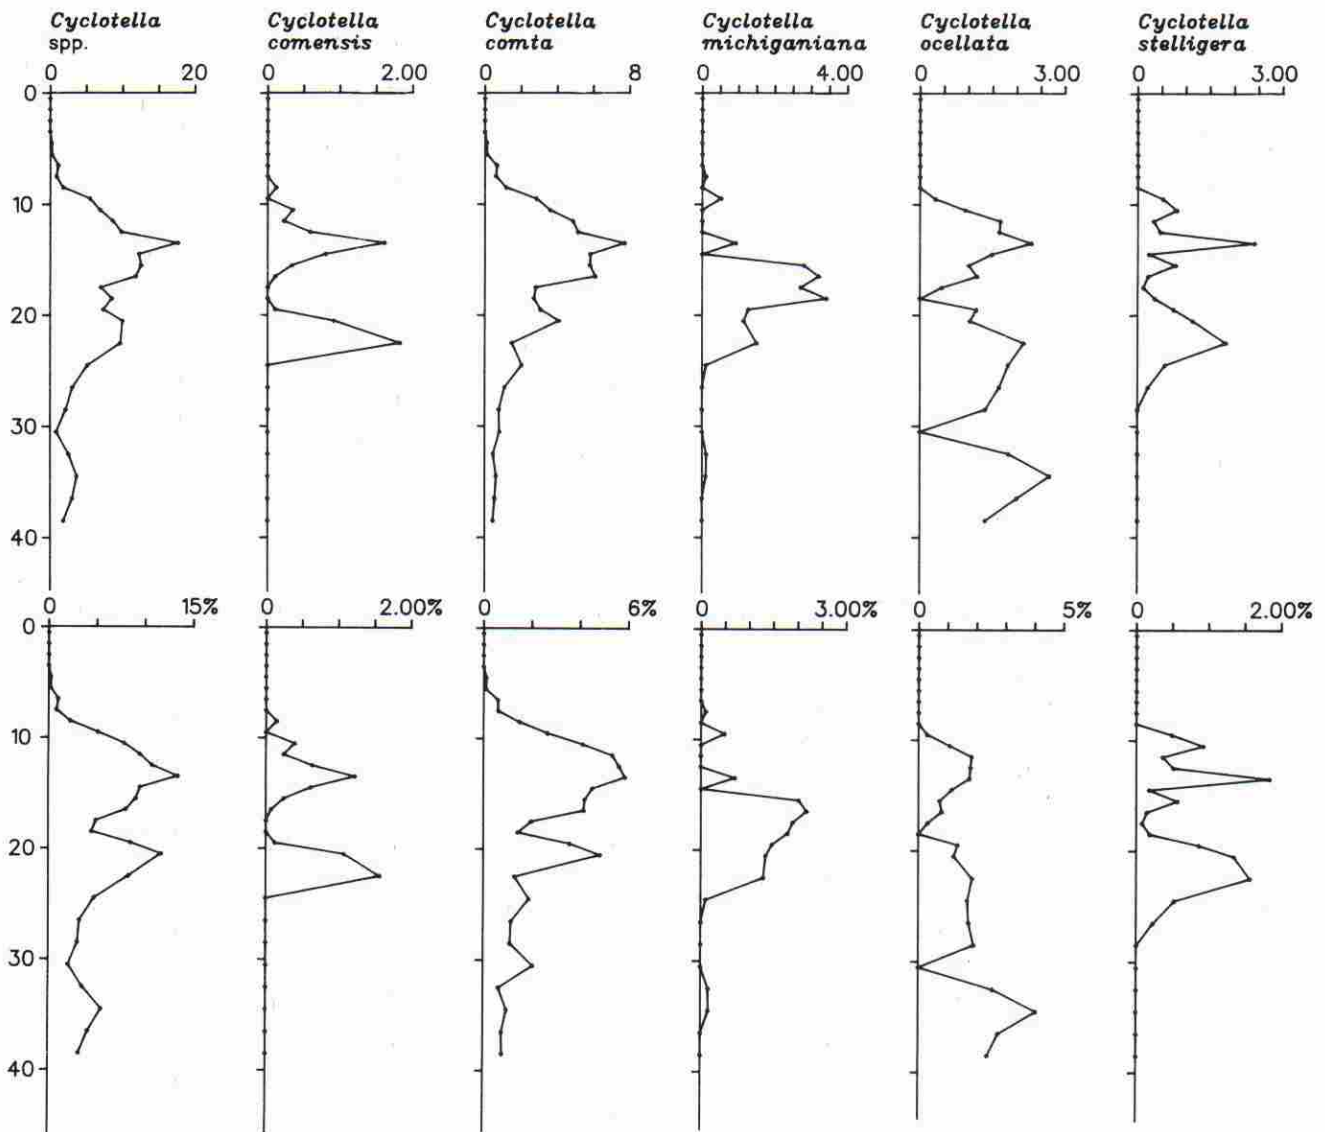 Cyclotella spp.
Cyclotella comensis
Cyclotella comta
Cyclotella michiganiana
Cyclotella ocellata
Cyclotella stelligera
0 20 0 2.00 0 8 0 4.00 0 3.00 0 3.00
0
10
20
30
40
0 15% 0 2.00% 0 6% 0 3.00% 0 5% 0 2.00%
0
10
20
30
40